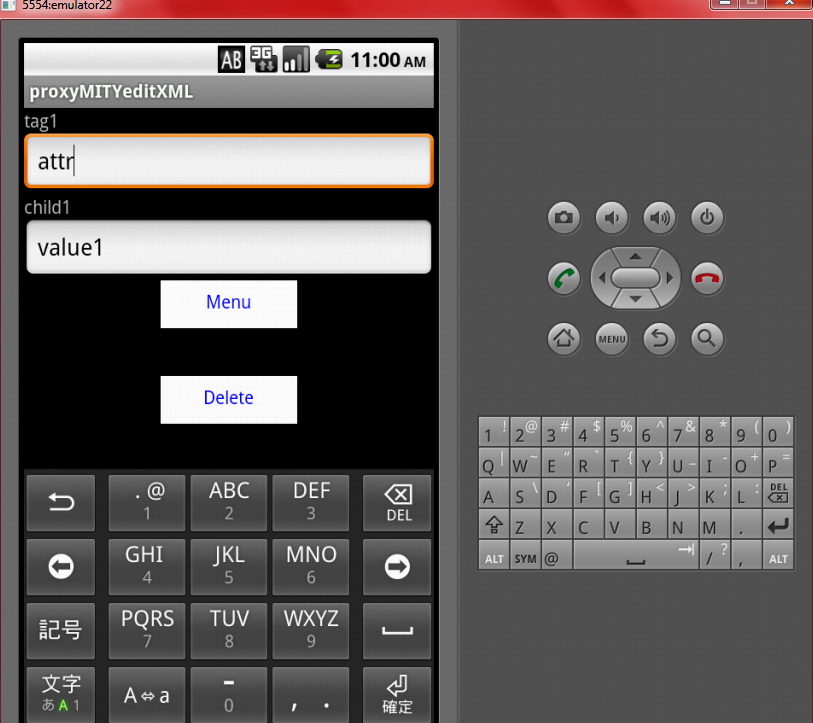 5554:emulator22
AB 3G 11:00 AM
proxyMITYeditXML
tag1
attr
child1
value1
Menu
Delete
. @ ABC DEF
1 2 3 DEL
GHI JKL MNO
4 5 6
記号 PQRS TUV WXYZ
7 8 9
文字 A⇔a - , . 確定
あA1 0
MENU
1 ! 2 @ 3 # 4 $ 5 % 6 ^ 7 & 8 * 9 ( 0 )
Q | W ~ E “ R ` T { Y } U _ I - O + P =
A S \ D ' F [ G ] H < J > K ; L : DEL
Z X C V B N M .
ALT SYM @ / ? , ALT